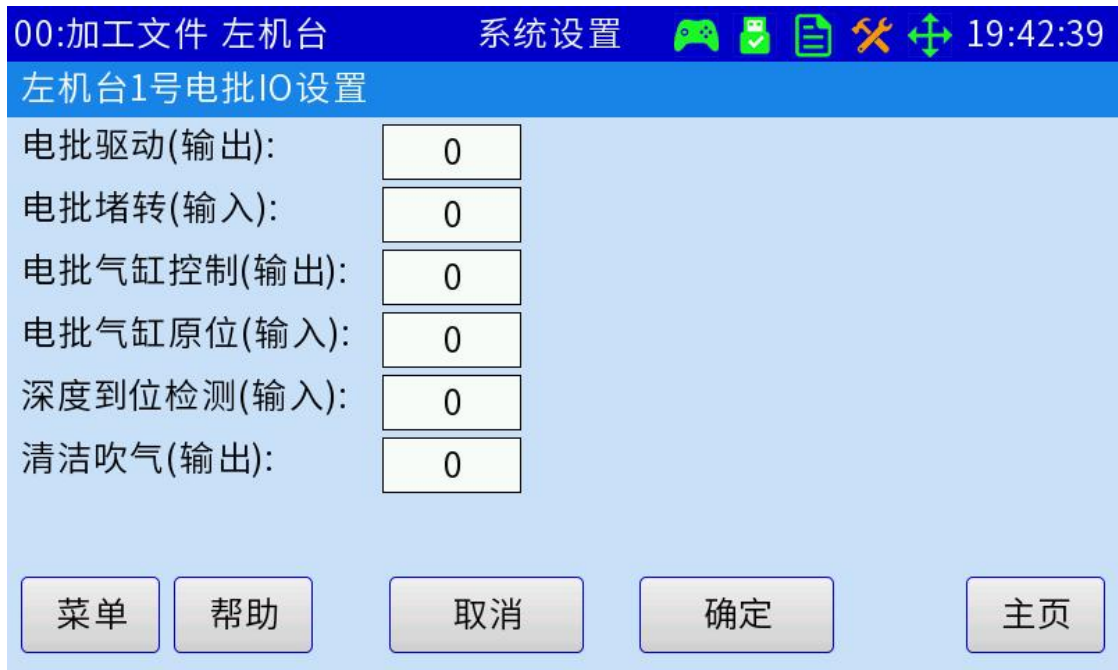 00:加工文件 左机台 系统设置 19:42:39
左机台1号电批IO设置
电批驱动(输出): 0
电批堵转(输入): 0
电批气缸控制(输出): 0
电批气缸原位(输入): 0
深度到位检测(输入): 0
清洁吹气(输出): 0
菜单 帮助 取消 确定 主页